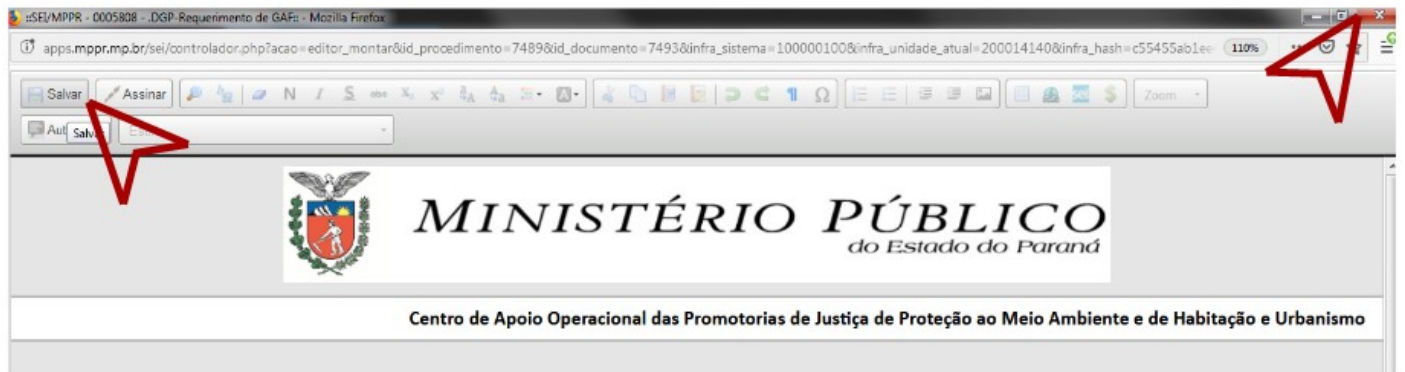 ::SEI/MPPR - 0005808 - .DGP-Requerimento de GAF:: - Mozilla Firefox
apps.mppr.mp.br/sei/controlador.php?acao=editor_montar&id_procedimento=7489&id_documento=7493&infra_sistema=100000100&infra_unidade_atual=200014140&infra_hash=c55455ab1ee 110%
Salvar Assinar N I S abc Zoom
Aut Salvar
MINISTÉRIO PÚBLICO
do Estado do Paraná
Centro de Apoio Operacional das Promotorias de Justiça de Proteção ao Meio Ambiente e de Habitação e Urbanismo